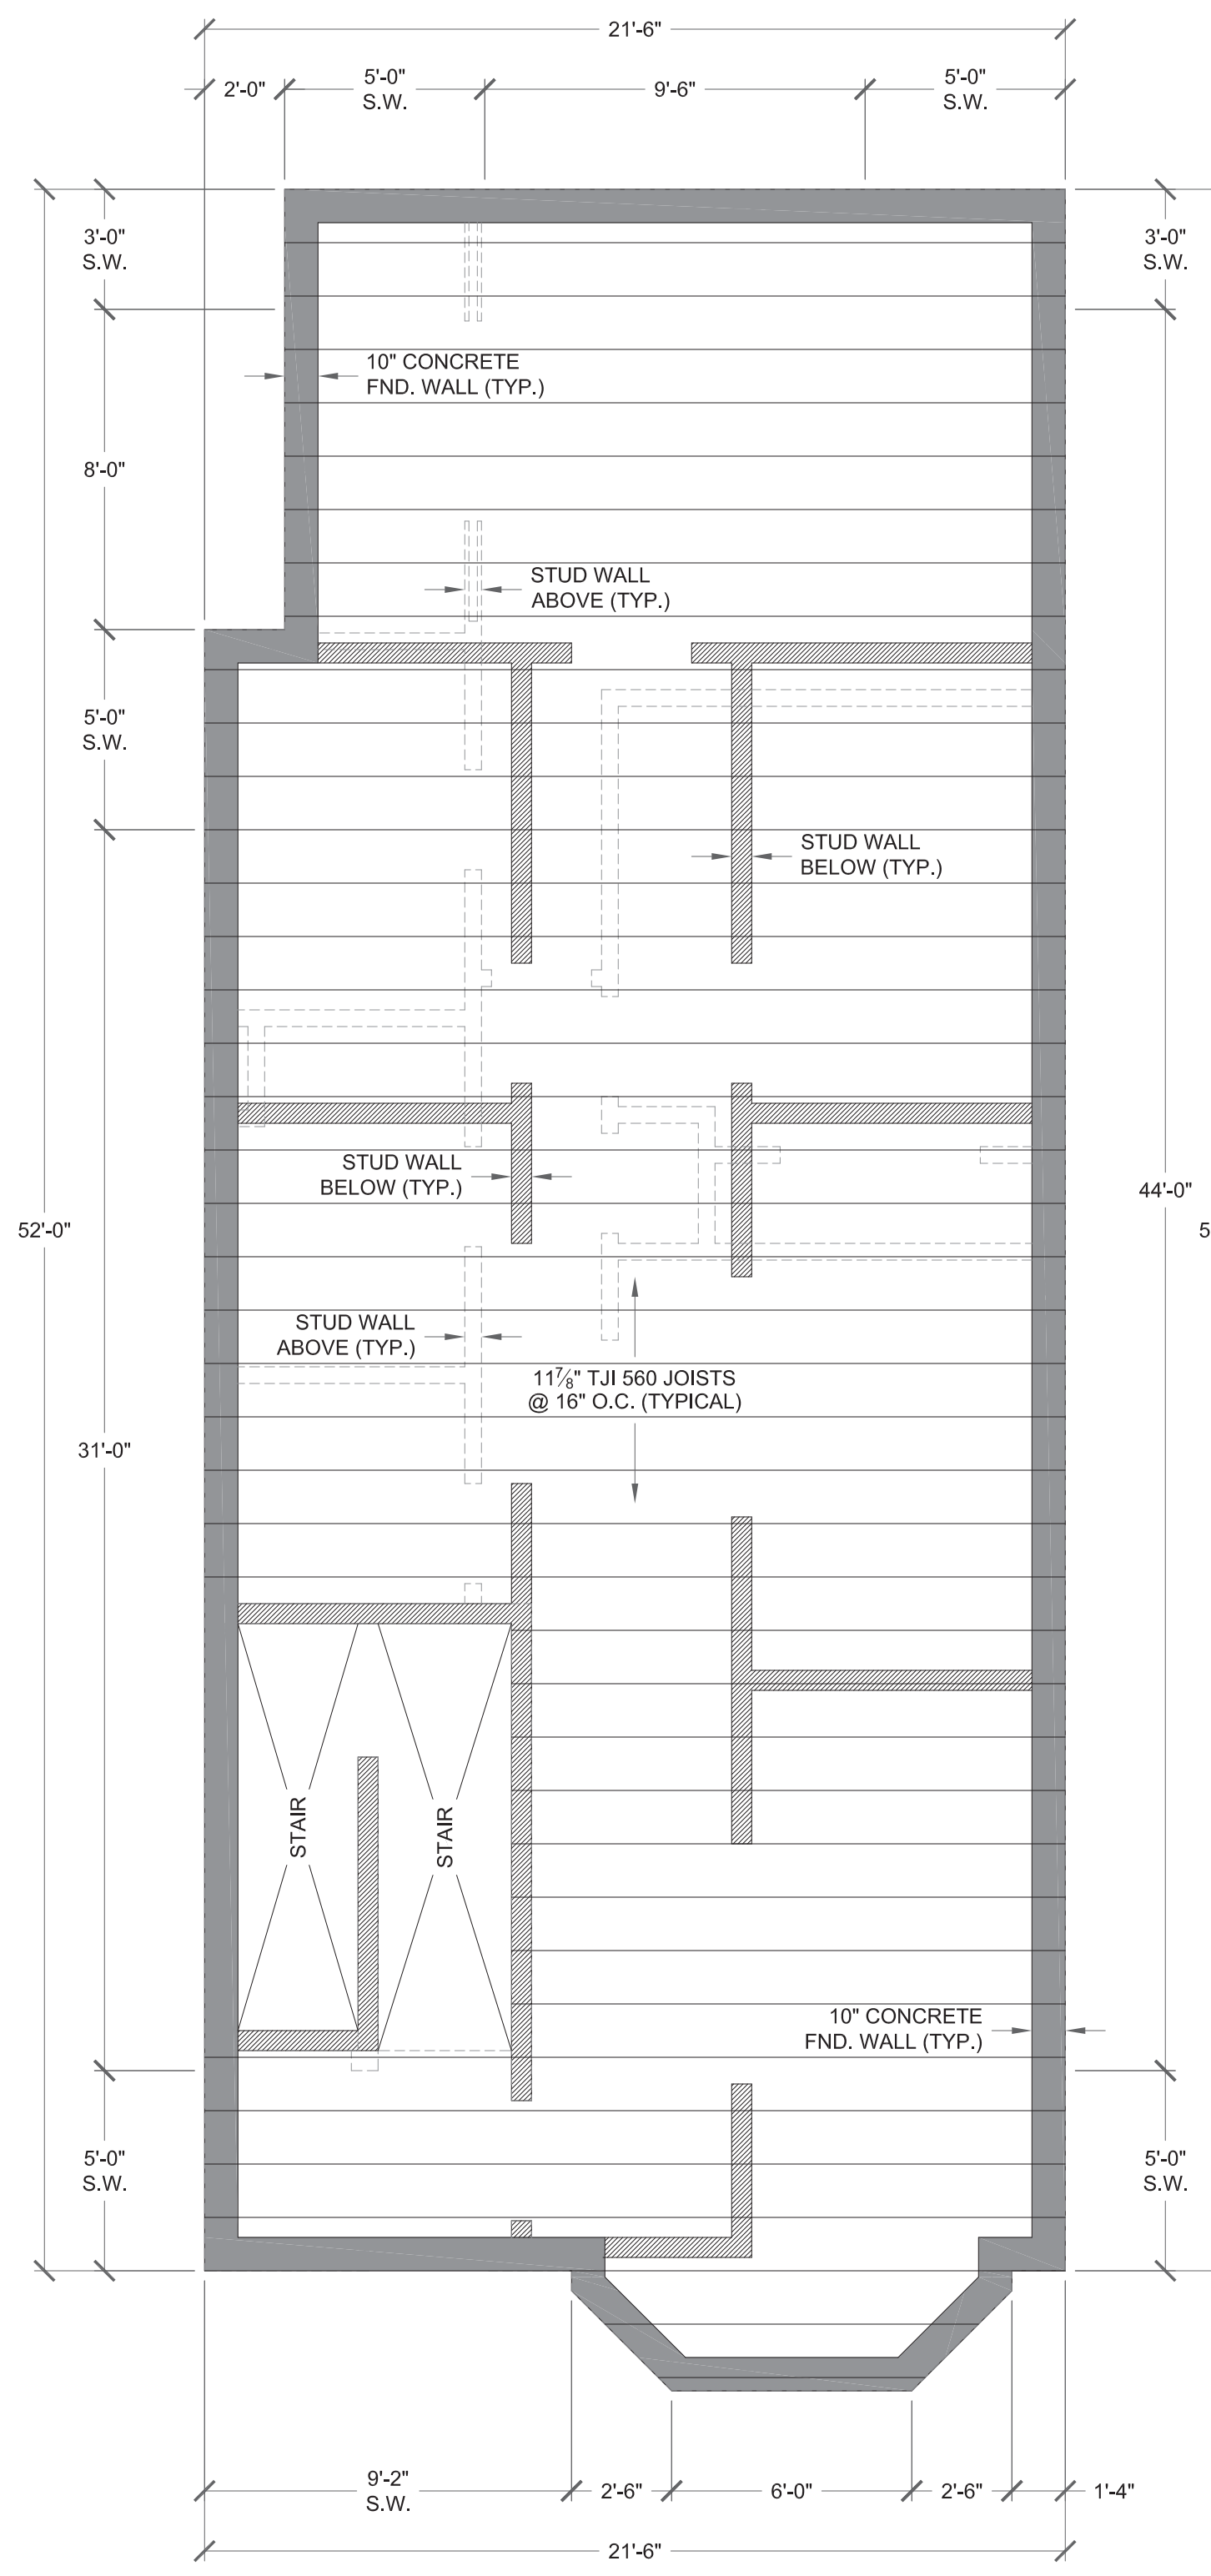 21'-6"
2'-0"
5'-0"
S.W.
9'-6"
5'-0"
S.W.
3'-0"
S.W.
3'-0"
S.W.
10" CONCRETE
FND. WALL (TYP.)
8'-0"
STUD WALL
ABOVE (TYP.)
5'-0"
S.W.
STUD WALL
BELOW (TYP.)
STUD WALL
BELOW (TYP.)
44'-0"
52'-0"
5
STUD WALL
ABOVE (TYP.)
11⅞" TJI 560 JOISTS
@ 16" O.C. (TYPICAL)
31'-0"
STAIR
STAIR
10" CONCRETE
FND. WALL (TYP.)
5'-0"
S.W.
5'-0"
S.W.
9'-2"
S.W.
2'-6"
6'-0"
2'-6"
1'-4"
21'-6"